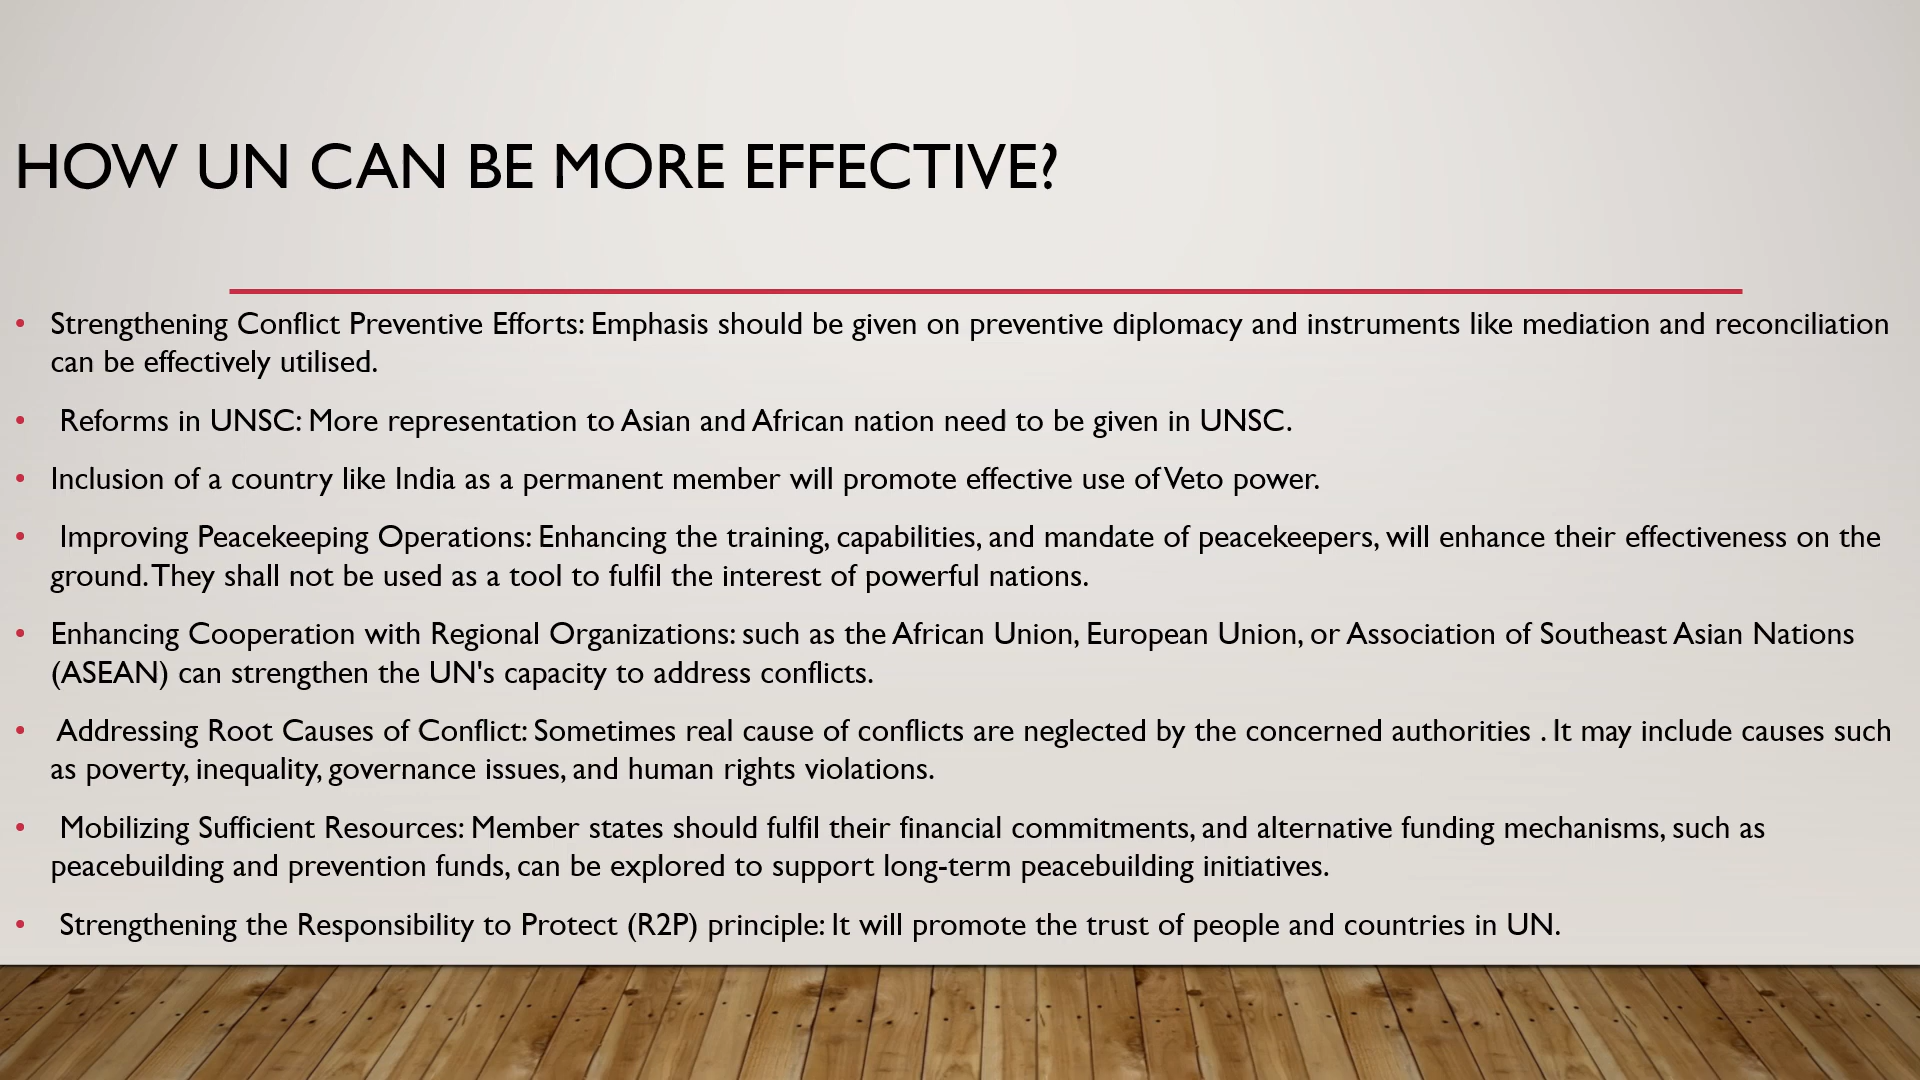 HOW UN CAN BE MORE EFFECTIVE?
• Strengthening Conflict Preventive Efforts: Emphasis should be given on preventive diplomacy and instruments like mediation and reconciliation
can be effectively utilised.
• Reforms in UNSC: More representation to Asian and African nation need to be given in UNSC.
• Inclusion of a country like India as a permanent member will promote effective use of Veto power.
• Improving Peacekeeping Operations: Enhancing the training, capabilities, and mandate of peacekeepers, will enhance their effectiveness on the
ground. They shall not be used as a tool to fulfil the interest of powerful nations.
• Enhancing Cooperation with Regional Organizations: such as the African Union, European Union, or Association of Southeast Asian Nations
(ASEAN) can strengthen the UN's capacity to address conflicts.
• Addressing Root Causes of Conflict: Sometimes real cause of conflicts are neglected by the concerned authorities . It may include causes such
as poverty, inequality, governance issues, and human rights violations.
• Mobilizing Sufficient Resources: Member states should fulfil their financial commitments, and alternative funding mechanisms, such as
peacebuilding and prevention funds, can be explored to support long-term peacebuilding initiatives.
• Strengthening the Responsibility to Protect (R2P) principle: It will promote the trust of people and countries in UN.